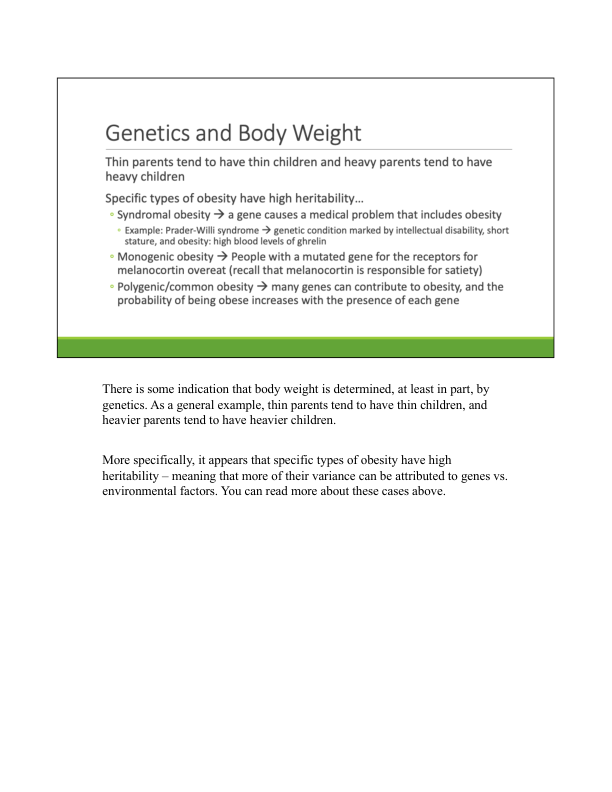 Genetics and Body Weight
Thin parents tend to have thin children and heavy parents tend to have
heavy children
Specific types of obesity have high heritability…
◦ Syndromal obesity → a gene causes a medical problem that includes obesity
◦ Example: Prader-Willi syndrome → genetic condition marked by intellectual disability, short
stature, and obesity: high blood levels of ghrelin
◦ Monogenic obesity → People with a mutated gene for the receptors for
melanocortin overeat (recall that melanocortin is responsible for satiety)
◦ Polygenic/common obesity → many genes can contribute to obesity, and the
probability of being obese increases with the presence of each gene
There is some indication that body weight is determined, at least in part, by
genetics. As a general example, thin parents tend to have thin children, and
heavier parents tend to have heavier children.
More specifically, it appears that specific types of obesity have high
heritability – meaning that more of their variance can be attributed to genes vs.
environmental factors. You can read more about these cases above.